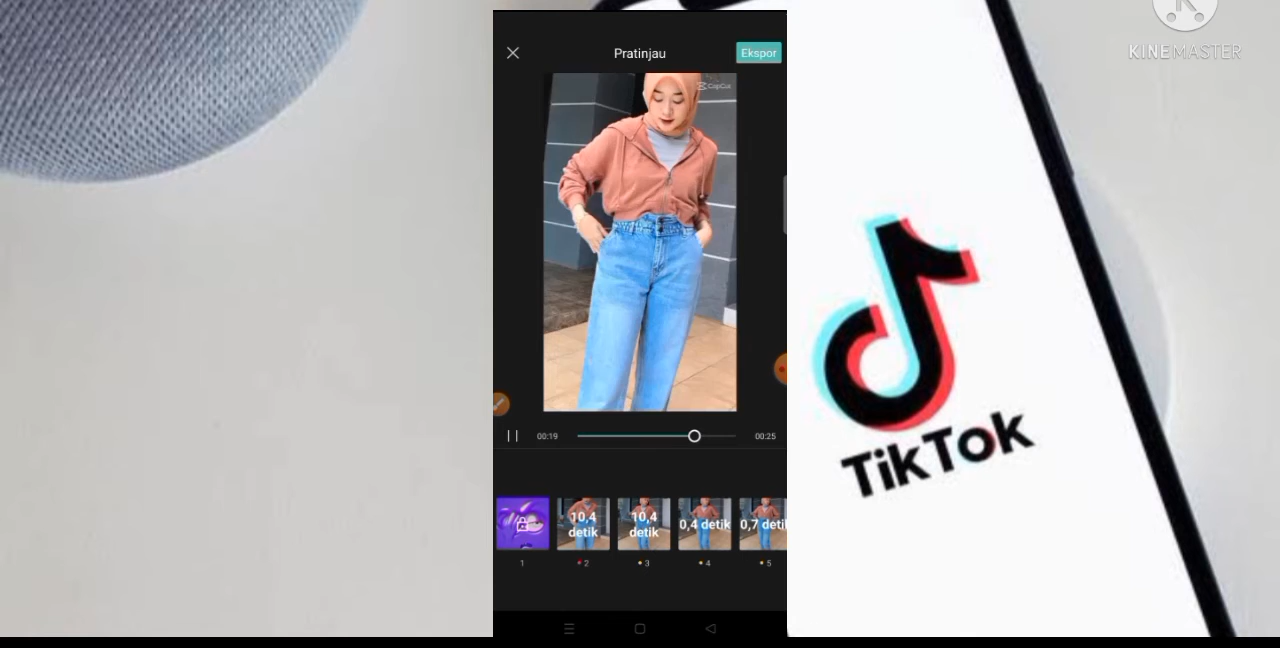 KINEMASTER
Pratinjau
Ekspor
CapCut
00:19
00:25
10,4
detik
10,4
detik
0,4 detik
0,7 deti
1
2
3
4
5
TikTok